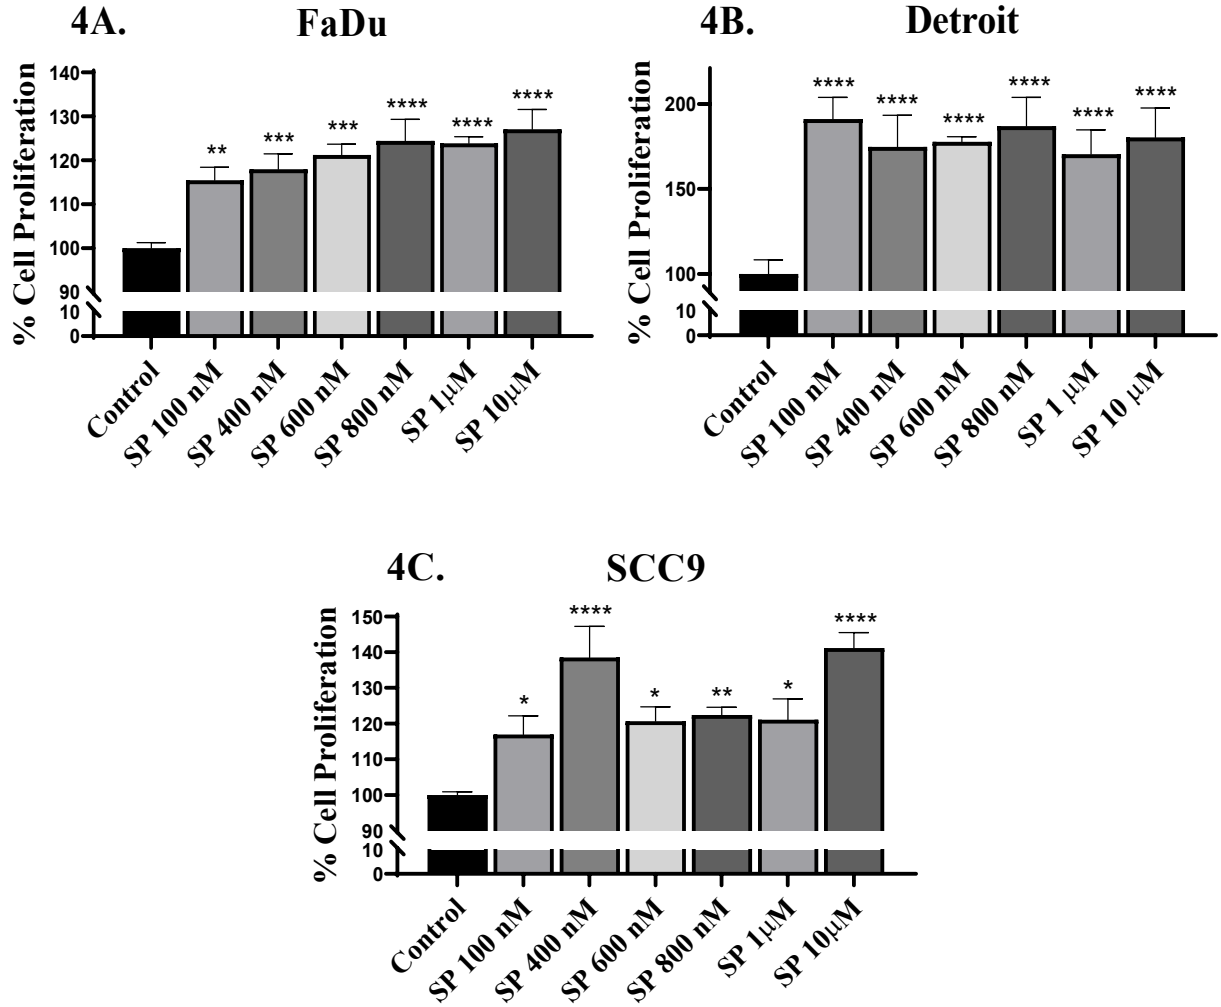 4A. FaDu
% Cell Proliferation
140
130
120
110
100
90
10
0
**
***
***
****
****
****
Control
SP 100 nM
SP 400 nM
SP 600 nM
SP 800 nM
SP 1μM
SP 10μM
4B. Detroit
% Cell Proliferation
200
150
100
10
0
****
****
****
****
****
****
Control
SP 100 nM
SP 400 nM
SP 600 nM
SP 800 nM
SP 1 μM
SP 10 μM
4C. SCC9
% Cell Proliferation
150
140
130
120
110
100
90
10
0
*
****
*
**
*
****
Control
SP 100 nM
SP 400 nM
SP 600 nM
SP 800 nM
SP 1μM
SP 10μM